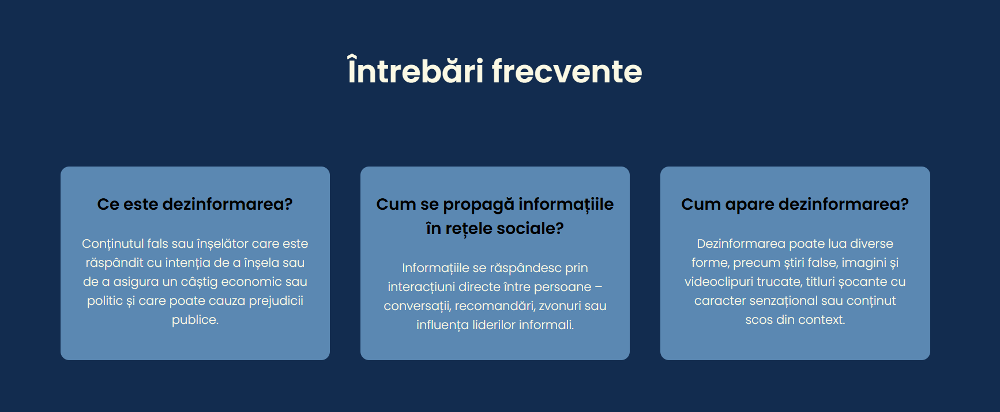 Întrebări frecvente
Ce este dezinformarea?
Conținutul fals sau înșelător care este
răspândit cu intenția de a înșela sau
de a asigura un câștig economic sau
politic și care poate cauza prejudicii
publice.
Cum se propagă informațiile
în rețele sociale?
Informațiile se răspândesc prin
interacțiuni directe între persoane –
conversații, recomandări, zvonuri sau
influența liderilor informali.
Cum apare dezinformarea?
Dezinformarea poate lua diverse
forme, precum știri false, imagini și
videoclipuri trucate, titluri șocante cu
caracter senzațional sau conținut
scos din context.